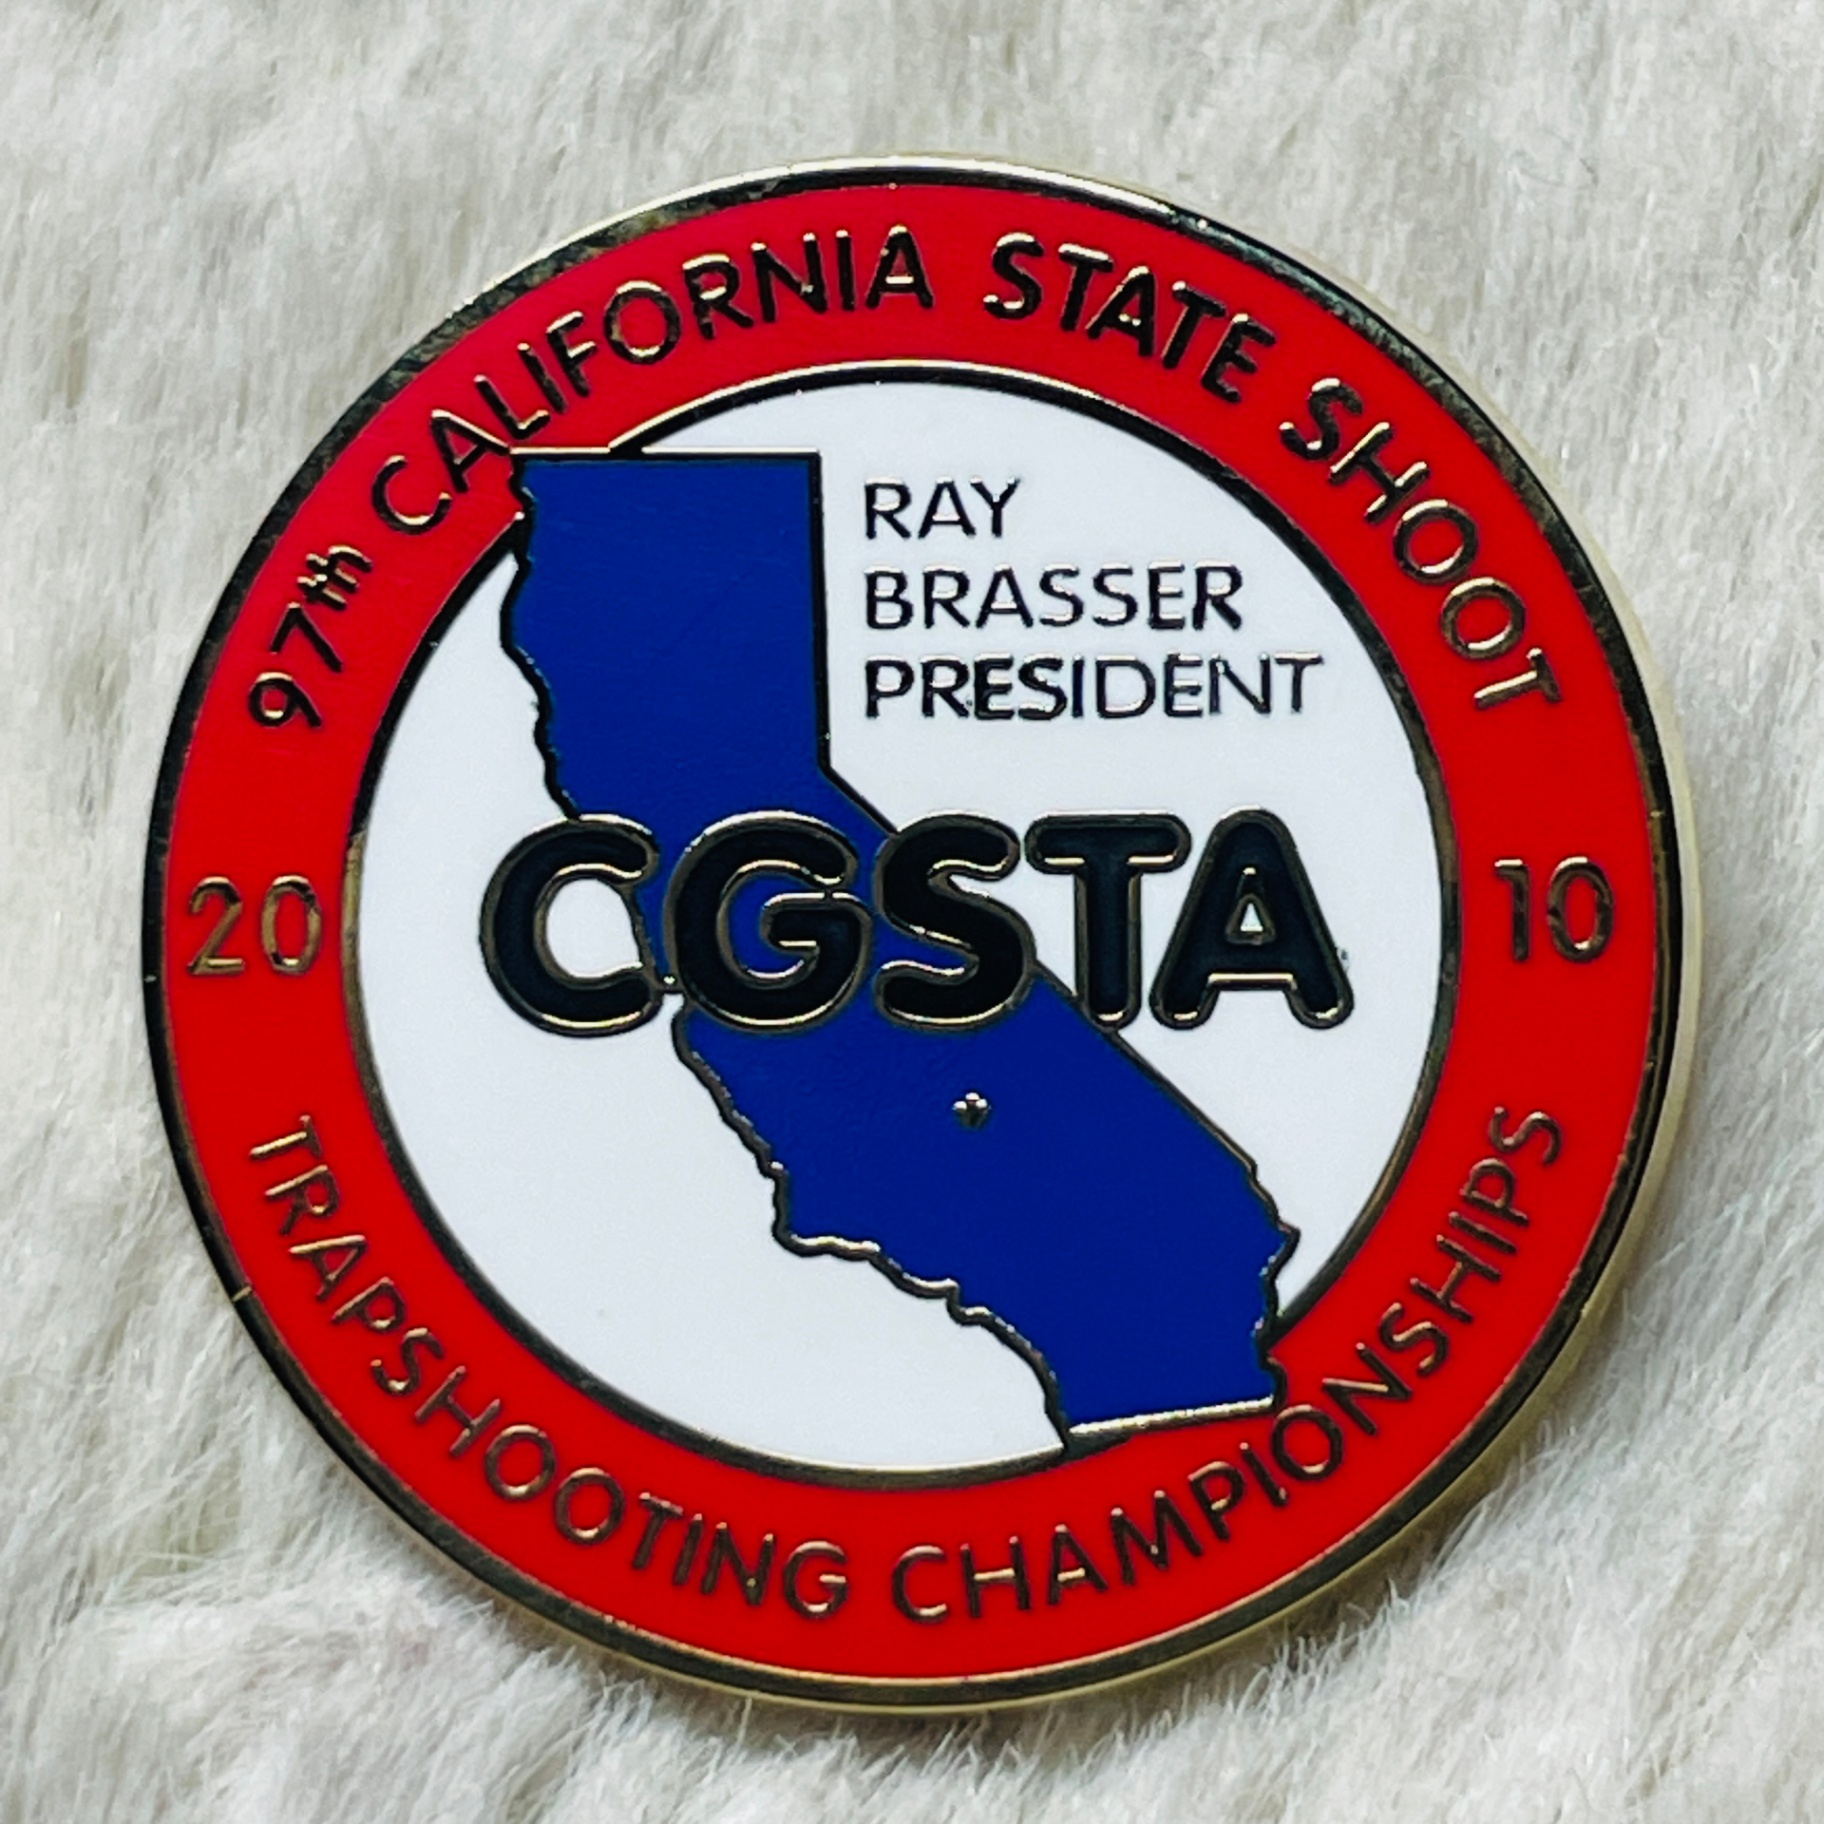 97th CALIFORNIA STATE SHOOT
RAY
BRASSER
PRESIDENT
CGSTA
20 10
TRAPSHOOTING CHAMPIONSHIPS